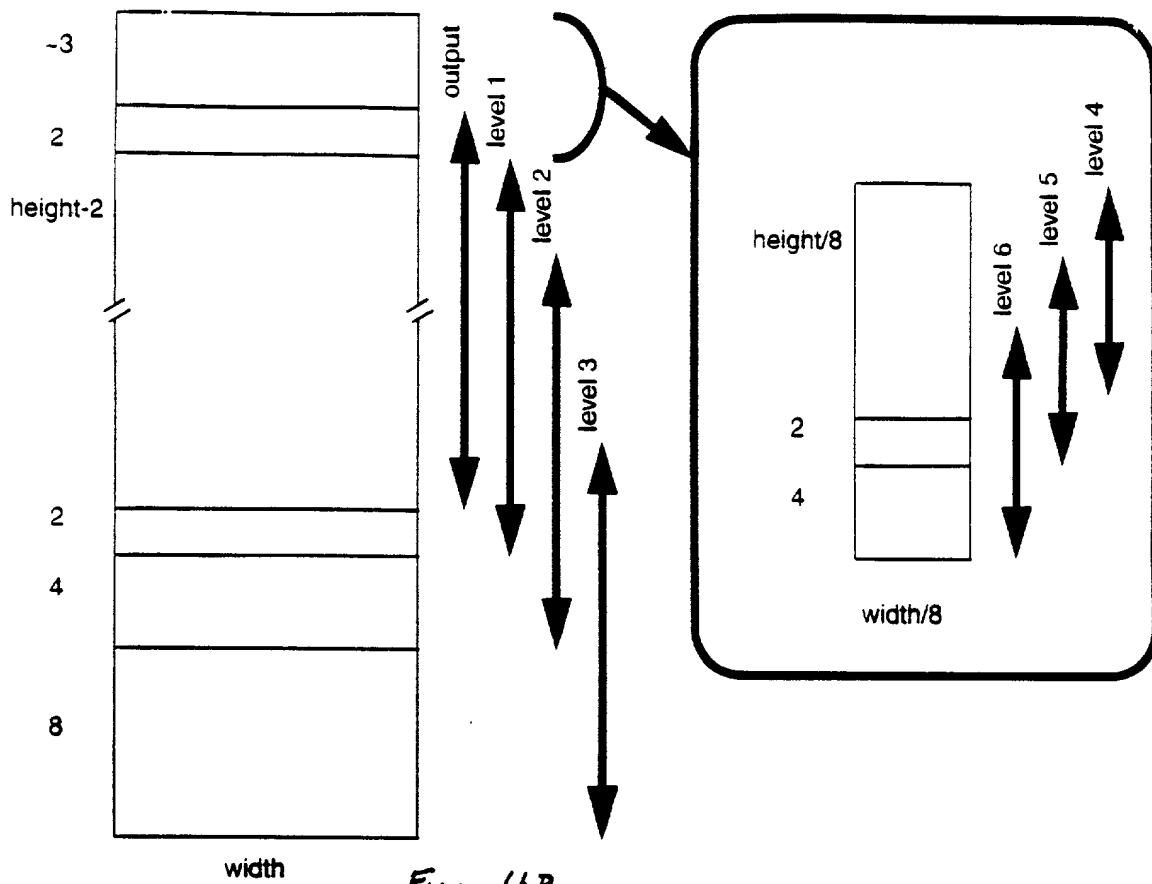 ~3
2
height-2
2
4
8
width
output
level 1
level 2
level 3
height/8
2
4
width/8
level 6
level 5
level 4